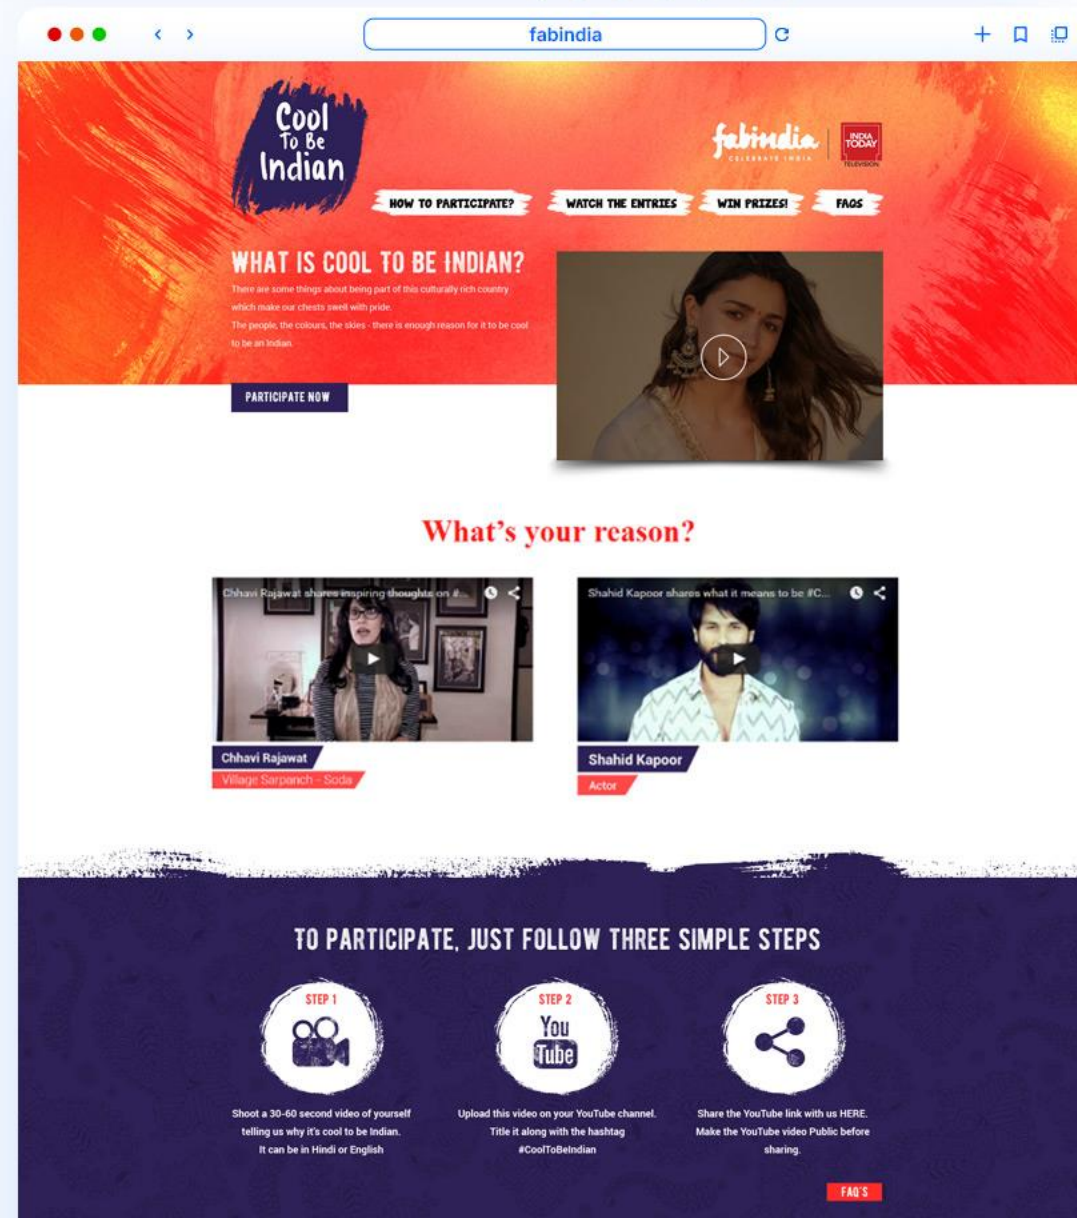 fabindia
Cool
To Be
Indian
fabindia
CELEBRATE INDIA
INDIA
TODAY
TELEVISION
HOW TO PARTICIPATE?
WATCH THE ENTRIES
WIN PRIZES!
FAQS
WHAT IS COOL TO BE INDIAN?
There are some things about being part of this culturally rich country
which make our chests swell with pride.
The people, the colours, the skies - there is enough reason for it to be cool
to be an Indian.
PARTICIPATE NOW
What's your reason?
Chhavi Rajawat shares inspiring thoughts on #...
Shahid Kapoor shares what it means to be #C...
Chhavi Rajawat
Village Sarpanch - Soda
Shahid Kapoor
Actor
TO PARTICIPATE, JUST FOLLOW THREE SIMPLE STEPS
STEP 1
Shoot a 30-60 second video of yourself
telling us why it's cool to be Indian.
It can be in Hindi or English
STEP 2
You
Tube
Upload this video on your YouTube channel.
Title it along with the hashtag
#CoolToBeIndian
STEP 3
Share the YouTube link with us HERE.
Make the YouTube video Public before
sharing.
FAQ'S